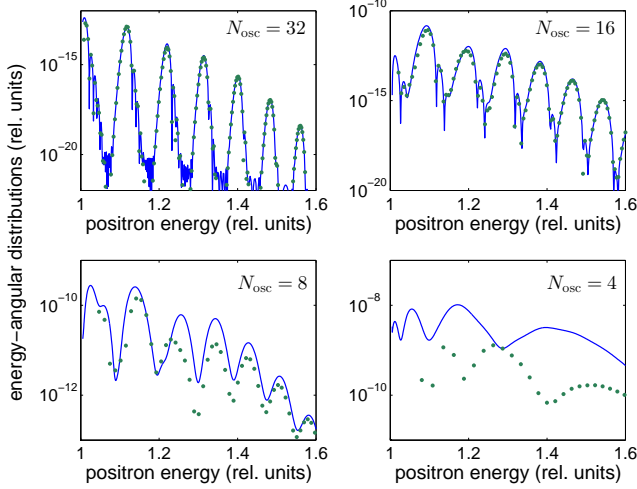 energy−angular distributions (rel. units)
N_osc = 32
10^−15
10^−20
1 1.2 1.4 1.6
positron energy (rel. units)
10^−10
N_osc = 16
10^−15
10^−20
1 1.2 1.4 1.6
positron energy (rel. units)
N_osc = 8
10^−10
10^−12
1 1.2 1.4 1.6
positron energy (rel. units)
N_osc = 4
10^−8
10^−10
1 1.2 1.4 1.6
positron energy (rel. units)